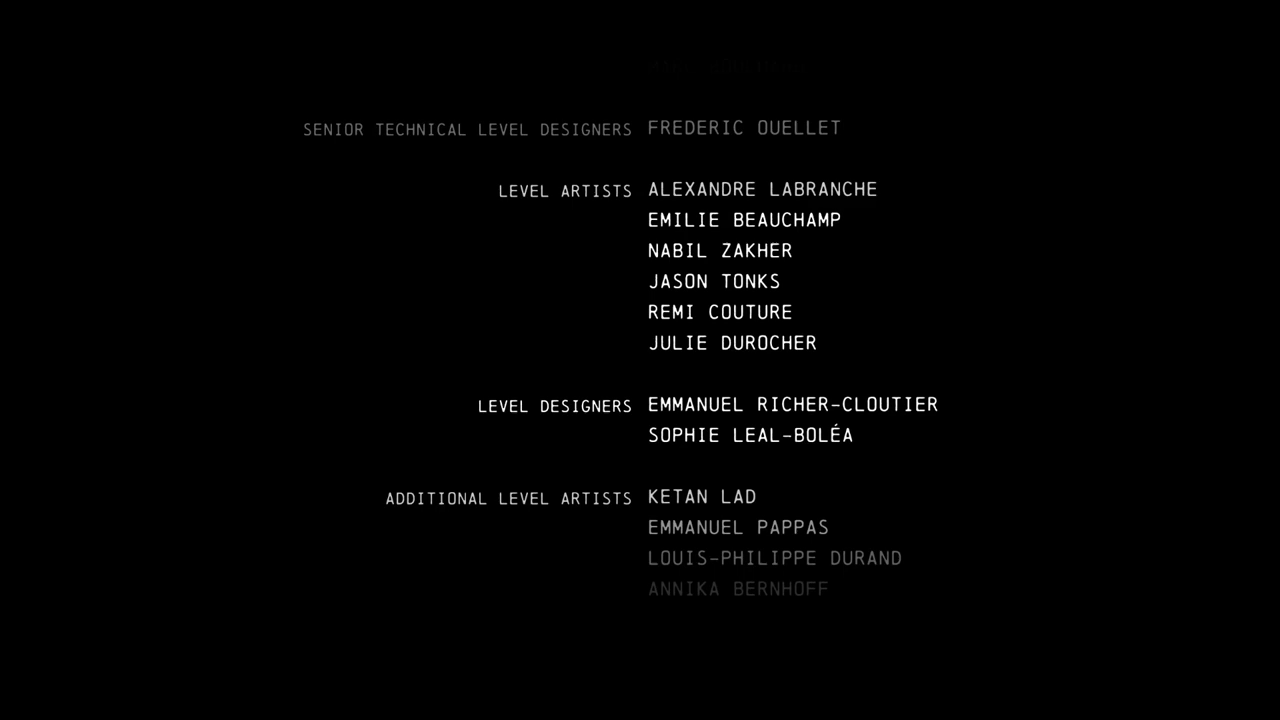 SENIOR TECHNICAL LEVEL DESIGNERS FREDERIC OUELLET
LEVEL ARTISTS ALEXANDRE LABRANCHE
EMILIE BEAUCHAMP
NABIL ZAKHER
JASON TONKS
REMI COUTURE
JULIE DUROCHER
LEVEL DESIGNERS EMMANUEL RICHER-CLOUTIER
SOPHIE LEAL-BOLÉA
ADDITIONAL LEVEL ARTISTS KETAN LAD
EMMANUEL PAPPAS
LOUIS-PHILIPPE DURAND
ANNIKA BERNHOFF